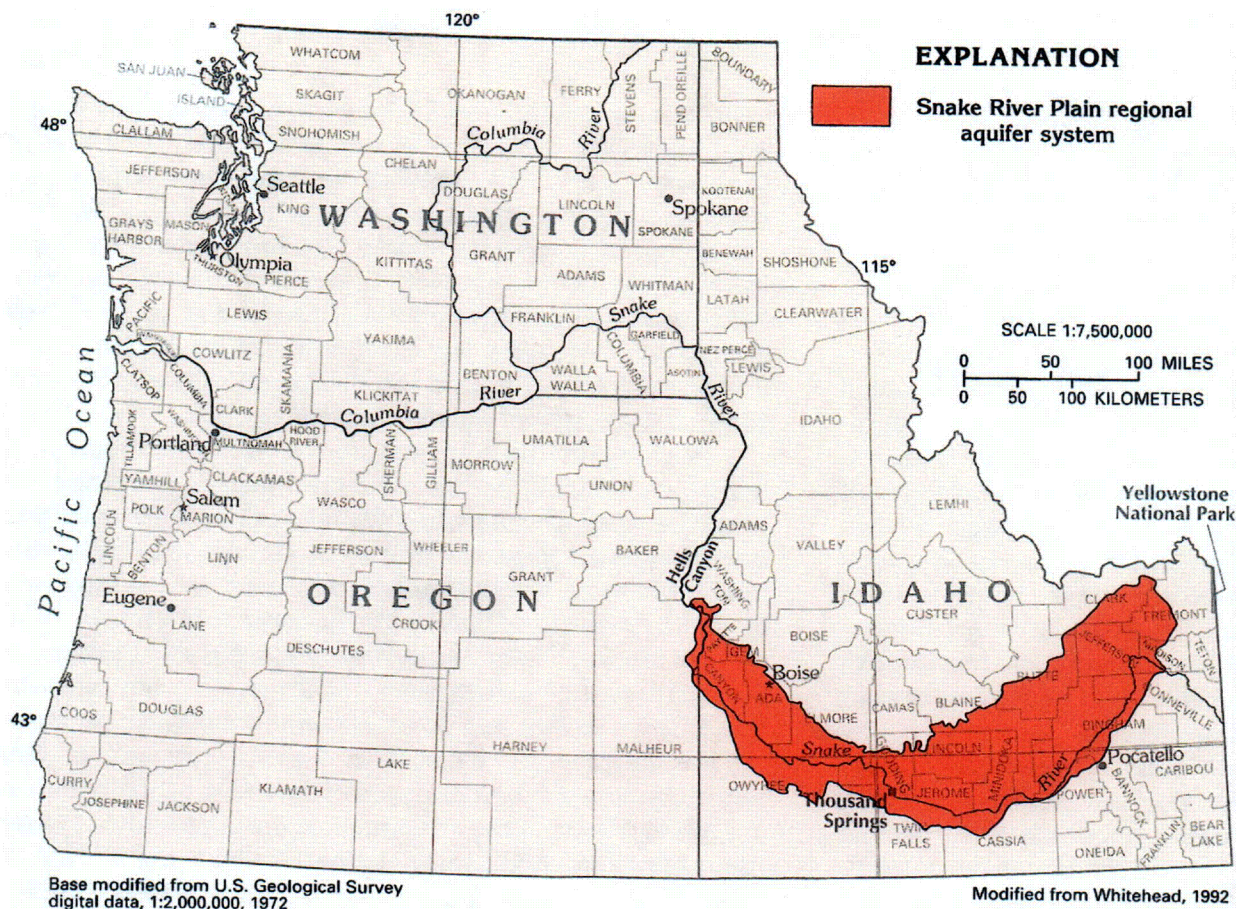 120°
EXPLANATION
Snake River Plain regional
aquifer system
WHATCOM
SAN JUAN
SKAGIT
ISLAND
OKANOGAN
FERRY
STEVENS
PEND OREILLE
BOUNDARY
BONNER
48°
CLALLAM
SNOHOMISH
Columbia
River
CHELAN
JEFFERSON
DOUGLAS
Seattle
KING
LINCOLN
Spokane
SPOKANE
KOOTENAI
WASHINGTON
GRAYS
HARBOR
MASON
Olympia
THURSTON
PIERCE
KITTITAS
GRANT
ADAMS
WHITMAN
BENEWAH
SHOSHONE
115°
LATAH
CLEARWATER
PACIFIC
LEWIS
YAKIMA
FRANKLIN
Snake
GARFIELD
COLUMBIA
ASOTIN
NEZ PERCE
LEWIS
SCALE 1:7,500,000
0 50 100 MILES
0 50 100 KILOMETERS
COWLITZ
SKAMANIA
BENTON
WALLA
WALLA
River
KLICKITAT
River
Columbia
CLATSOP
COLUMBIA
CLARK
IDAHO
Pacific Ocean
TILLAMOOK
Portland
MULTNOMAH
HOOD
RIVER
SHERMAN
GILLIAM
MORROW
UMATILLA
WALLOWA
UNION
YAMHILL
CLACKAMAS
WASCO
Salem
POLK
MARION
LINCOLN
BENTON
LINN
JEFFERSON
WHEELER
BAKER
GRANT
Hells
Canyon
ADAMS
WASHING
TON
VALLEY
LEMHI
Yellowstone
National Park
OREGON
IDAHO
Eugene
LANE
CROOK
DESCHUTES
BOISE
CUSTER
CLARK
FREMONT
JEFFERSON
MADISON
TETON
GEM
CANYON
Boise
ADA
ELMORE
CAMAS
BLAINE
BUTTE
BONNEVILLE
BINGHAM
43°
COOS
DOUGLAS
HARNEY
MALHEUR
LAKE
Snake
GOODING
LINCOLN
MINIDOKA
River
Pocatello
CARIBOU
OWYHEE
Thousand
Springs
JEROME
POWER
BANNOCK
CURRY
JOSEPHINE
JACKSON
KLAMATH
TWIN
FALLS
CASSIA
ONEIDA
FRANKLIN
BEAR
LAKE
Base modified from U.S. Geological Survey
digital data, 1:2,000,000, 1972
Modified from Whitehead, 1992